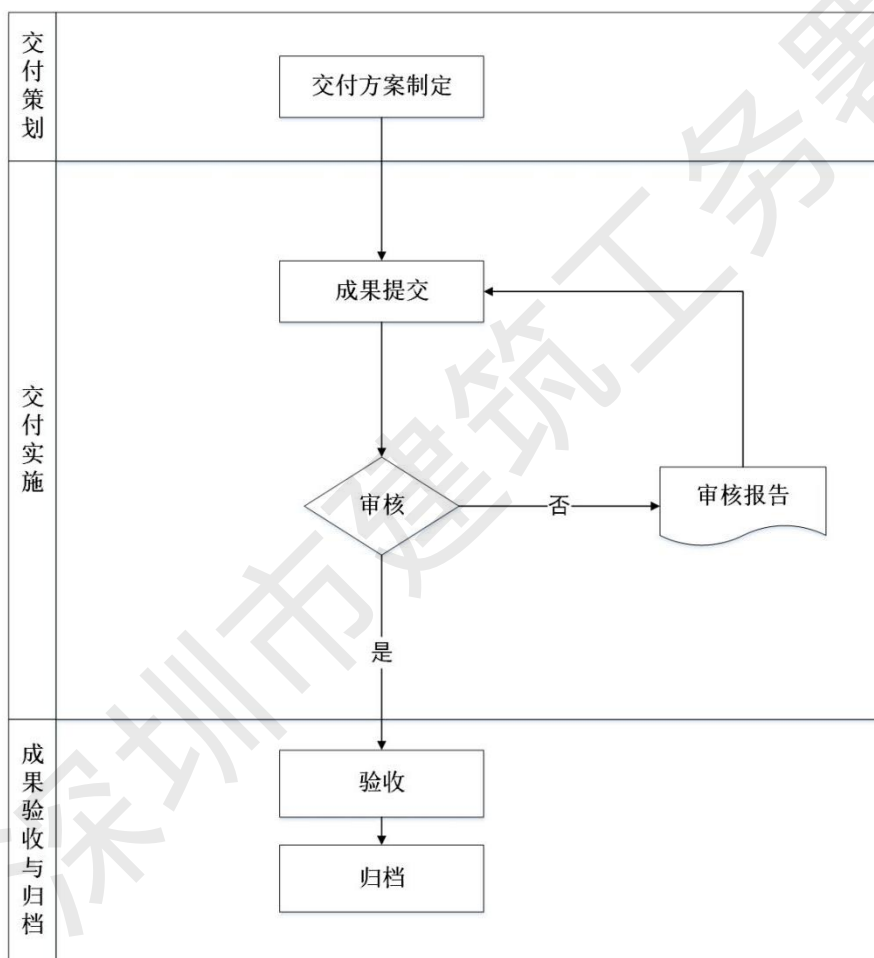 交付策划
交付方案制定
交付实施
成果提交
审核
否
审核报告
是
成果验收与归档
验收
归档
深圳市建筑工务署